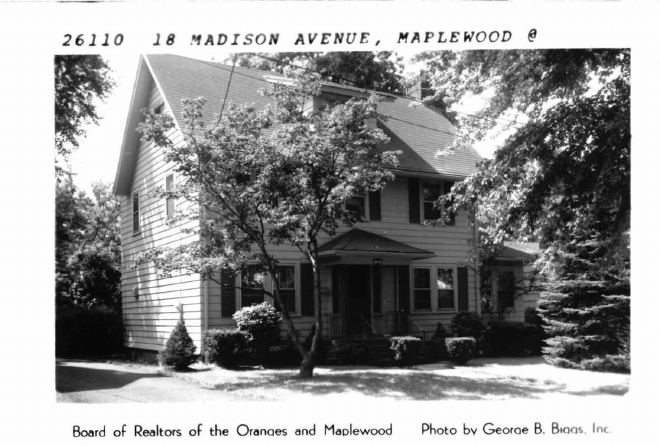 26110 18 MADISON AVENUE, MAPLEWOOD @
Board of Realtors of the Oranges and Maplewood Photo by George B. Biggs, Inc.